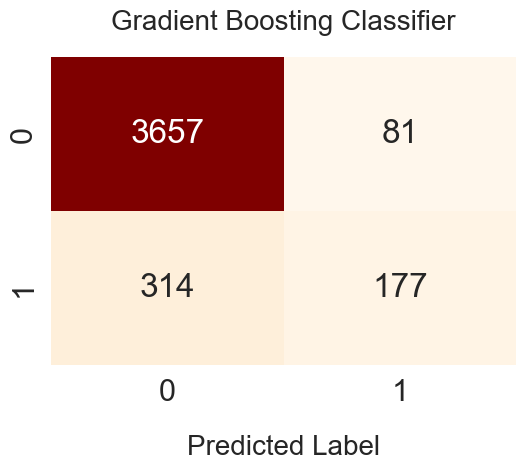 Gradient Boosting Classifier
0
3657 81
1
314 177
0 1
Predicted Label